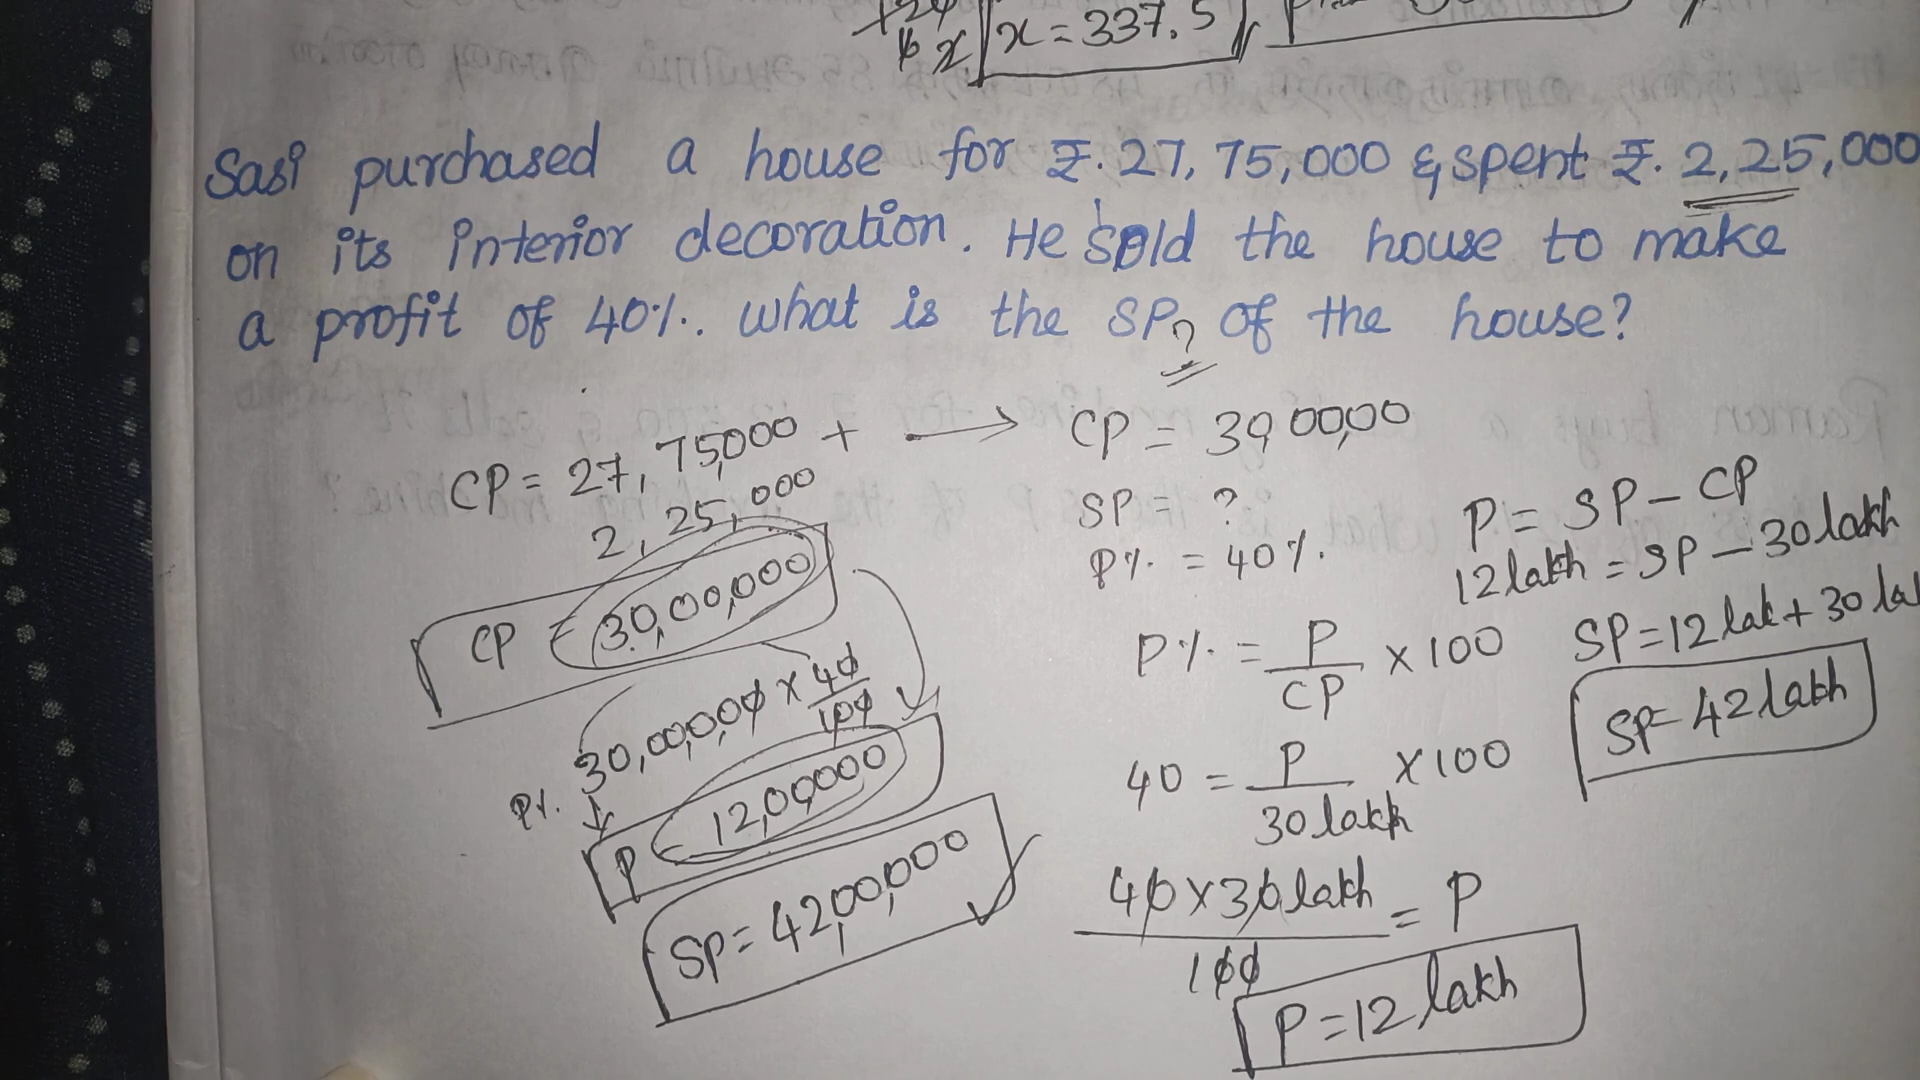 x = 337.5
Sasi purchased a house for ₹. 27,75,000 & spent ₹. 2,25,000
on its interior decoration. He sold the house to make
a profit of 40%. what is the SP? of the house?
CP = 27,75,000 +
2,25,000
CP = 30,00,000
30,00,000 × 40/100
P%.
P = 12,00,000
SP = 42,00,000
→ CP = 30,00,000
SP = ?
P%. = 40%.
P%. = P/CP × 100
40 = P/30 lakh × 100
40 × 30 lakh/100 = P
P = 12 lakh
P = SP - CP
12 lakh = SP - 30 lakh
SP = 12 lak + 30 lak
SP = 42 lakh